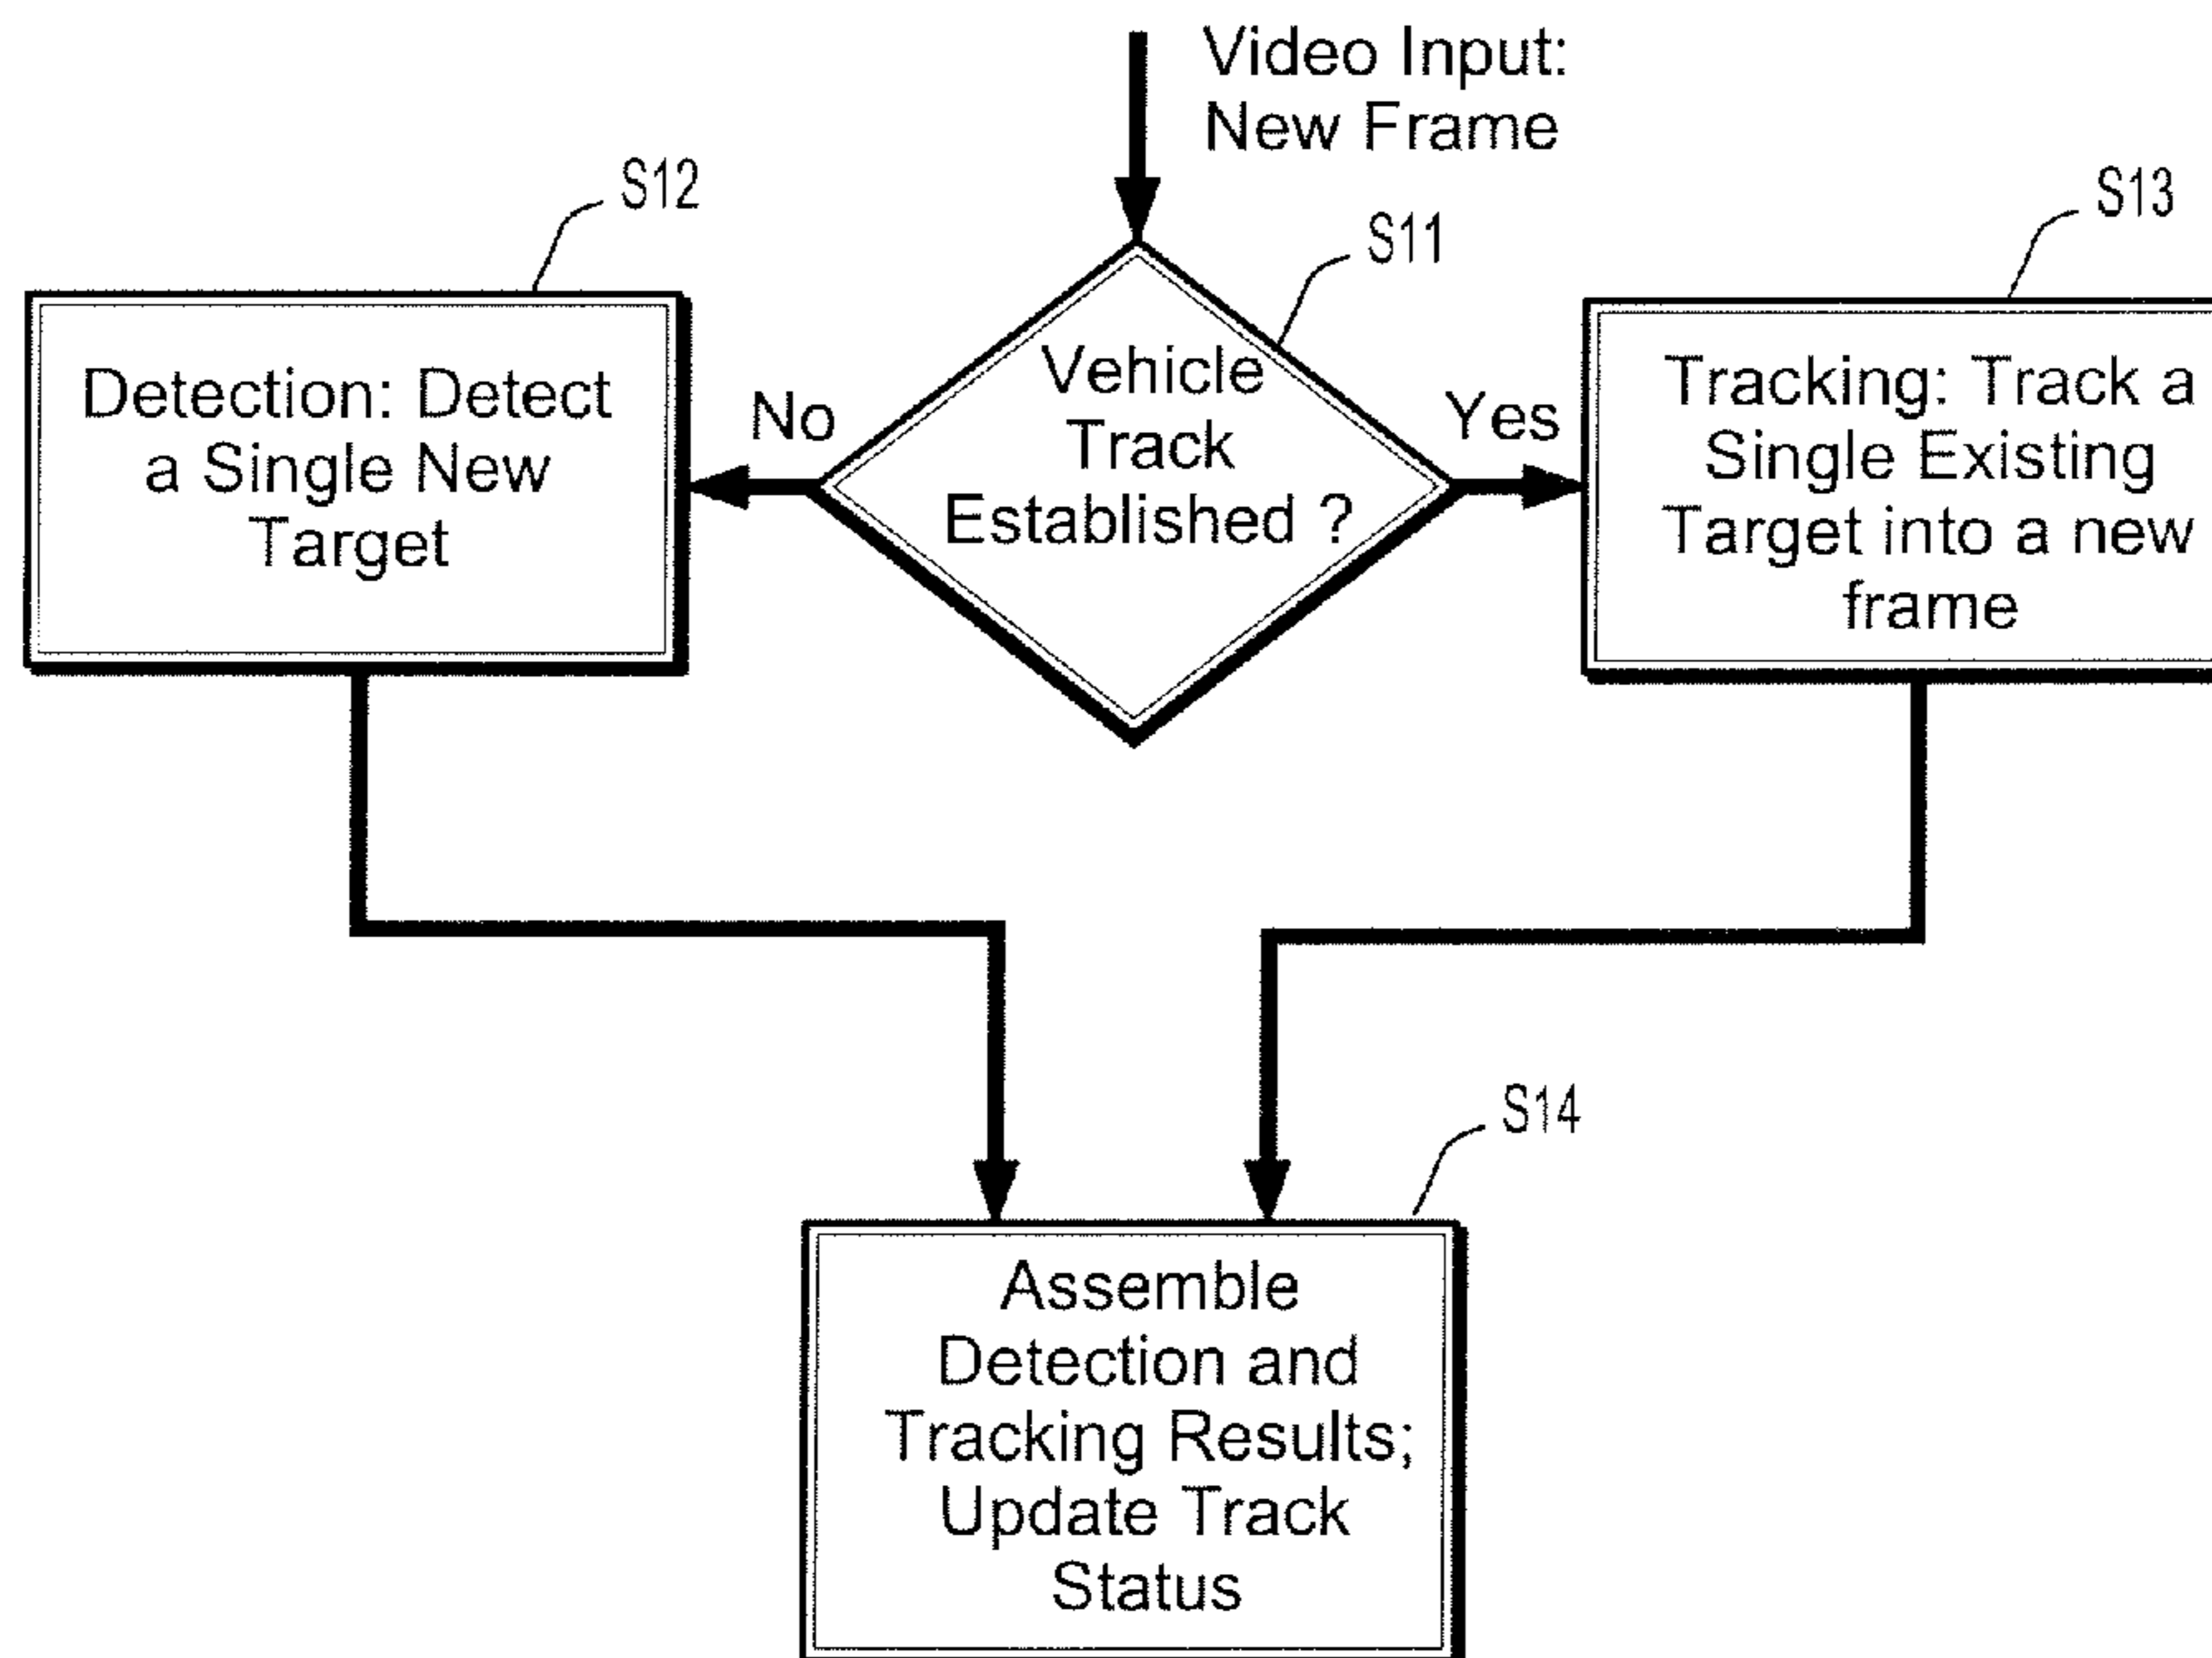 Video Input:
New Frame
S12
S11
S13
Detection: Detect
a Single New
Target
No
Vehicle
Track
Established ?
Yes
Tracking: Track a
Single Existing
Target into a new
frame
S14
Assemble
Detection and
Tracking Results;
Update Track
Status